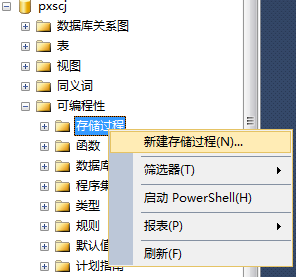 pxscj
数据库关系图
表
视图
同义词
可编程性
存储过程
新建存储过程(N)...
函数
筛选器(T)
数据库
程序集
启动 PowerShell(H)
类型
报表(P)
规则
默认值
刷新(F)
计划指南